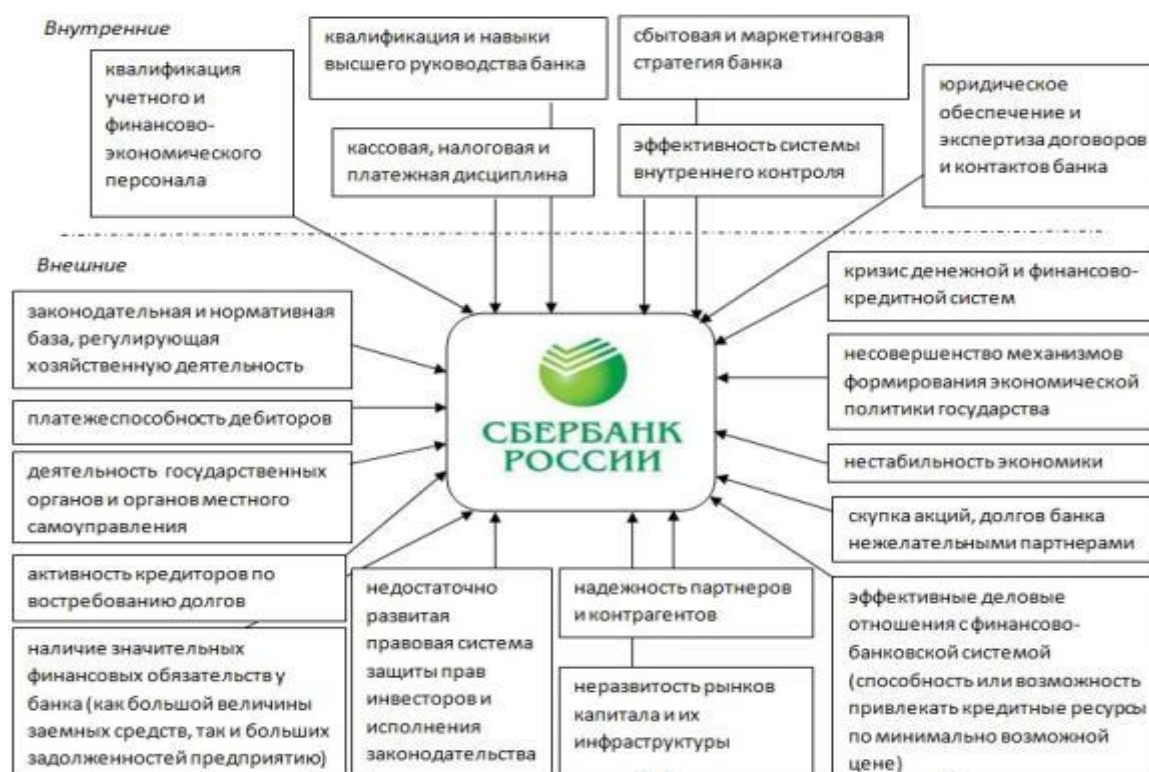 Внутренние
квалификация
учетного и
финансово-
экономического
персонала
квалификация и навыки
высшего руководства банка
сбытовая и маркетинговая
стратегия банка
кассовая, налоговая и
платежная дисциплина
эффективность системы
внутреннего контроля
юридическое
обеспечение и
экспертиза договоров
и контактов банка
Внешние
законодательная и нормативная
база, регулирующая
хозяйственную деятельность
платежеспособность дебиторов
деятельность государственных
органов и органов местного
самоуправления
активность кредиторов по
востребованию долгов
наличие значительных
финансовых обязательств у
банка (как большой величины
заемных средств, так и больших
задолженностей предприятию)
СБЕРБАНК
РОССИИ
недостаточно
развитая
правовая система
защиты прав
инвесторов и
исполнения
законодательства
надежность партнеров
и контрагентов
неразвитость рынков
капитала и их
инфраструктуры
кризис денежной и финансово-
кредитной систем
несовершенство механизмов
формирования экономической
политики государства
нестабильность экономики
скупка акций, долгов банка
нежелательными партнерами
эффективные деловые
отношения с финансово-
банковской системой
(способность или возможность
привлекать кредитные ресурсы
по минимально возможной
цене)